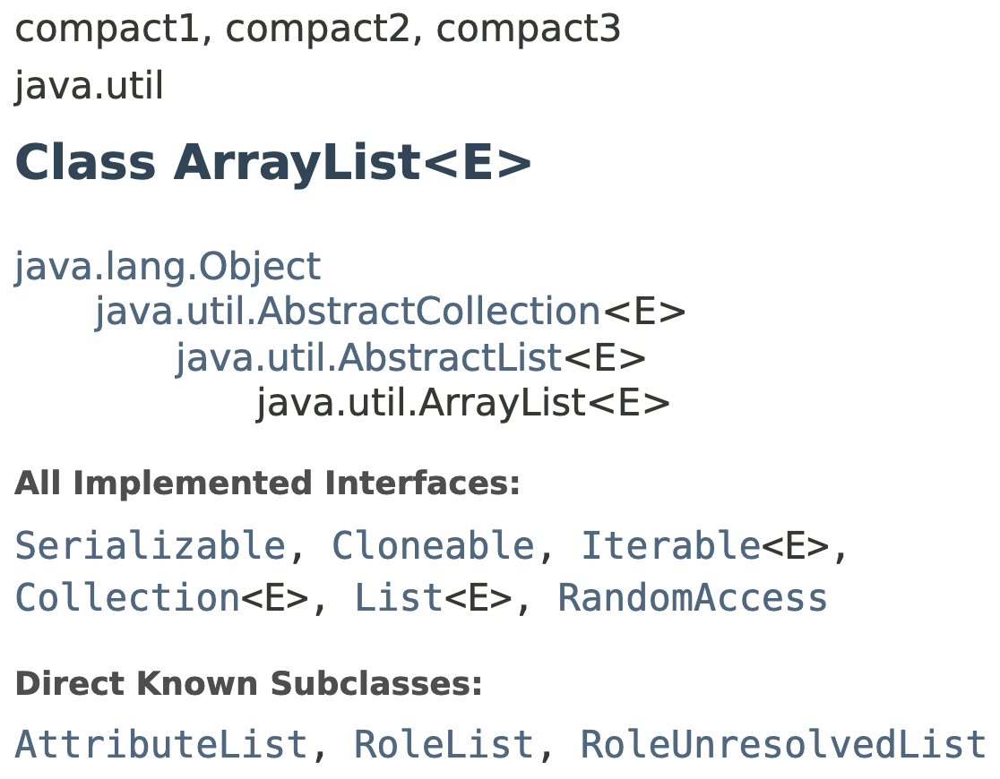 compact1, compact2, compact3
java.util
Class ArrayList<E>
java.lang.Object
java.util.AbstractCollection<E>
java.util.AbstractList<E>
java.util.ArrayList<E>
All Implemented Interfaces:
Serializable, Cloneable, Iterable<E>,
Collection<E>, List<E>, RandomAccess
Direct Known Subclasses:
AttributeList, RoleList, RoleUnresolvedList